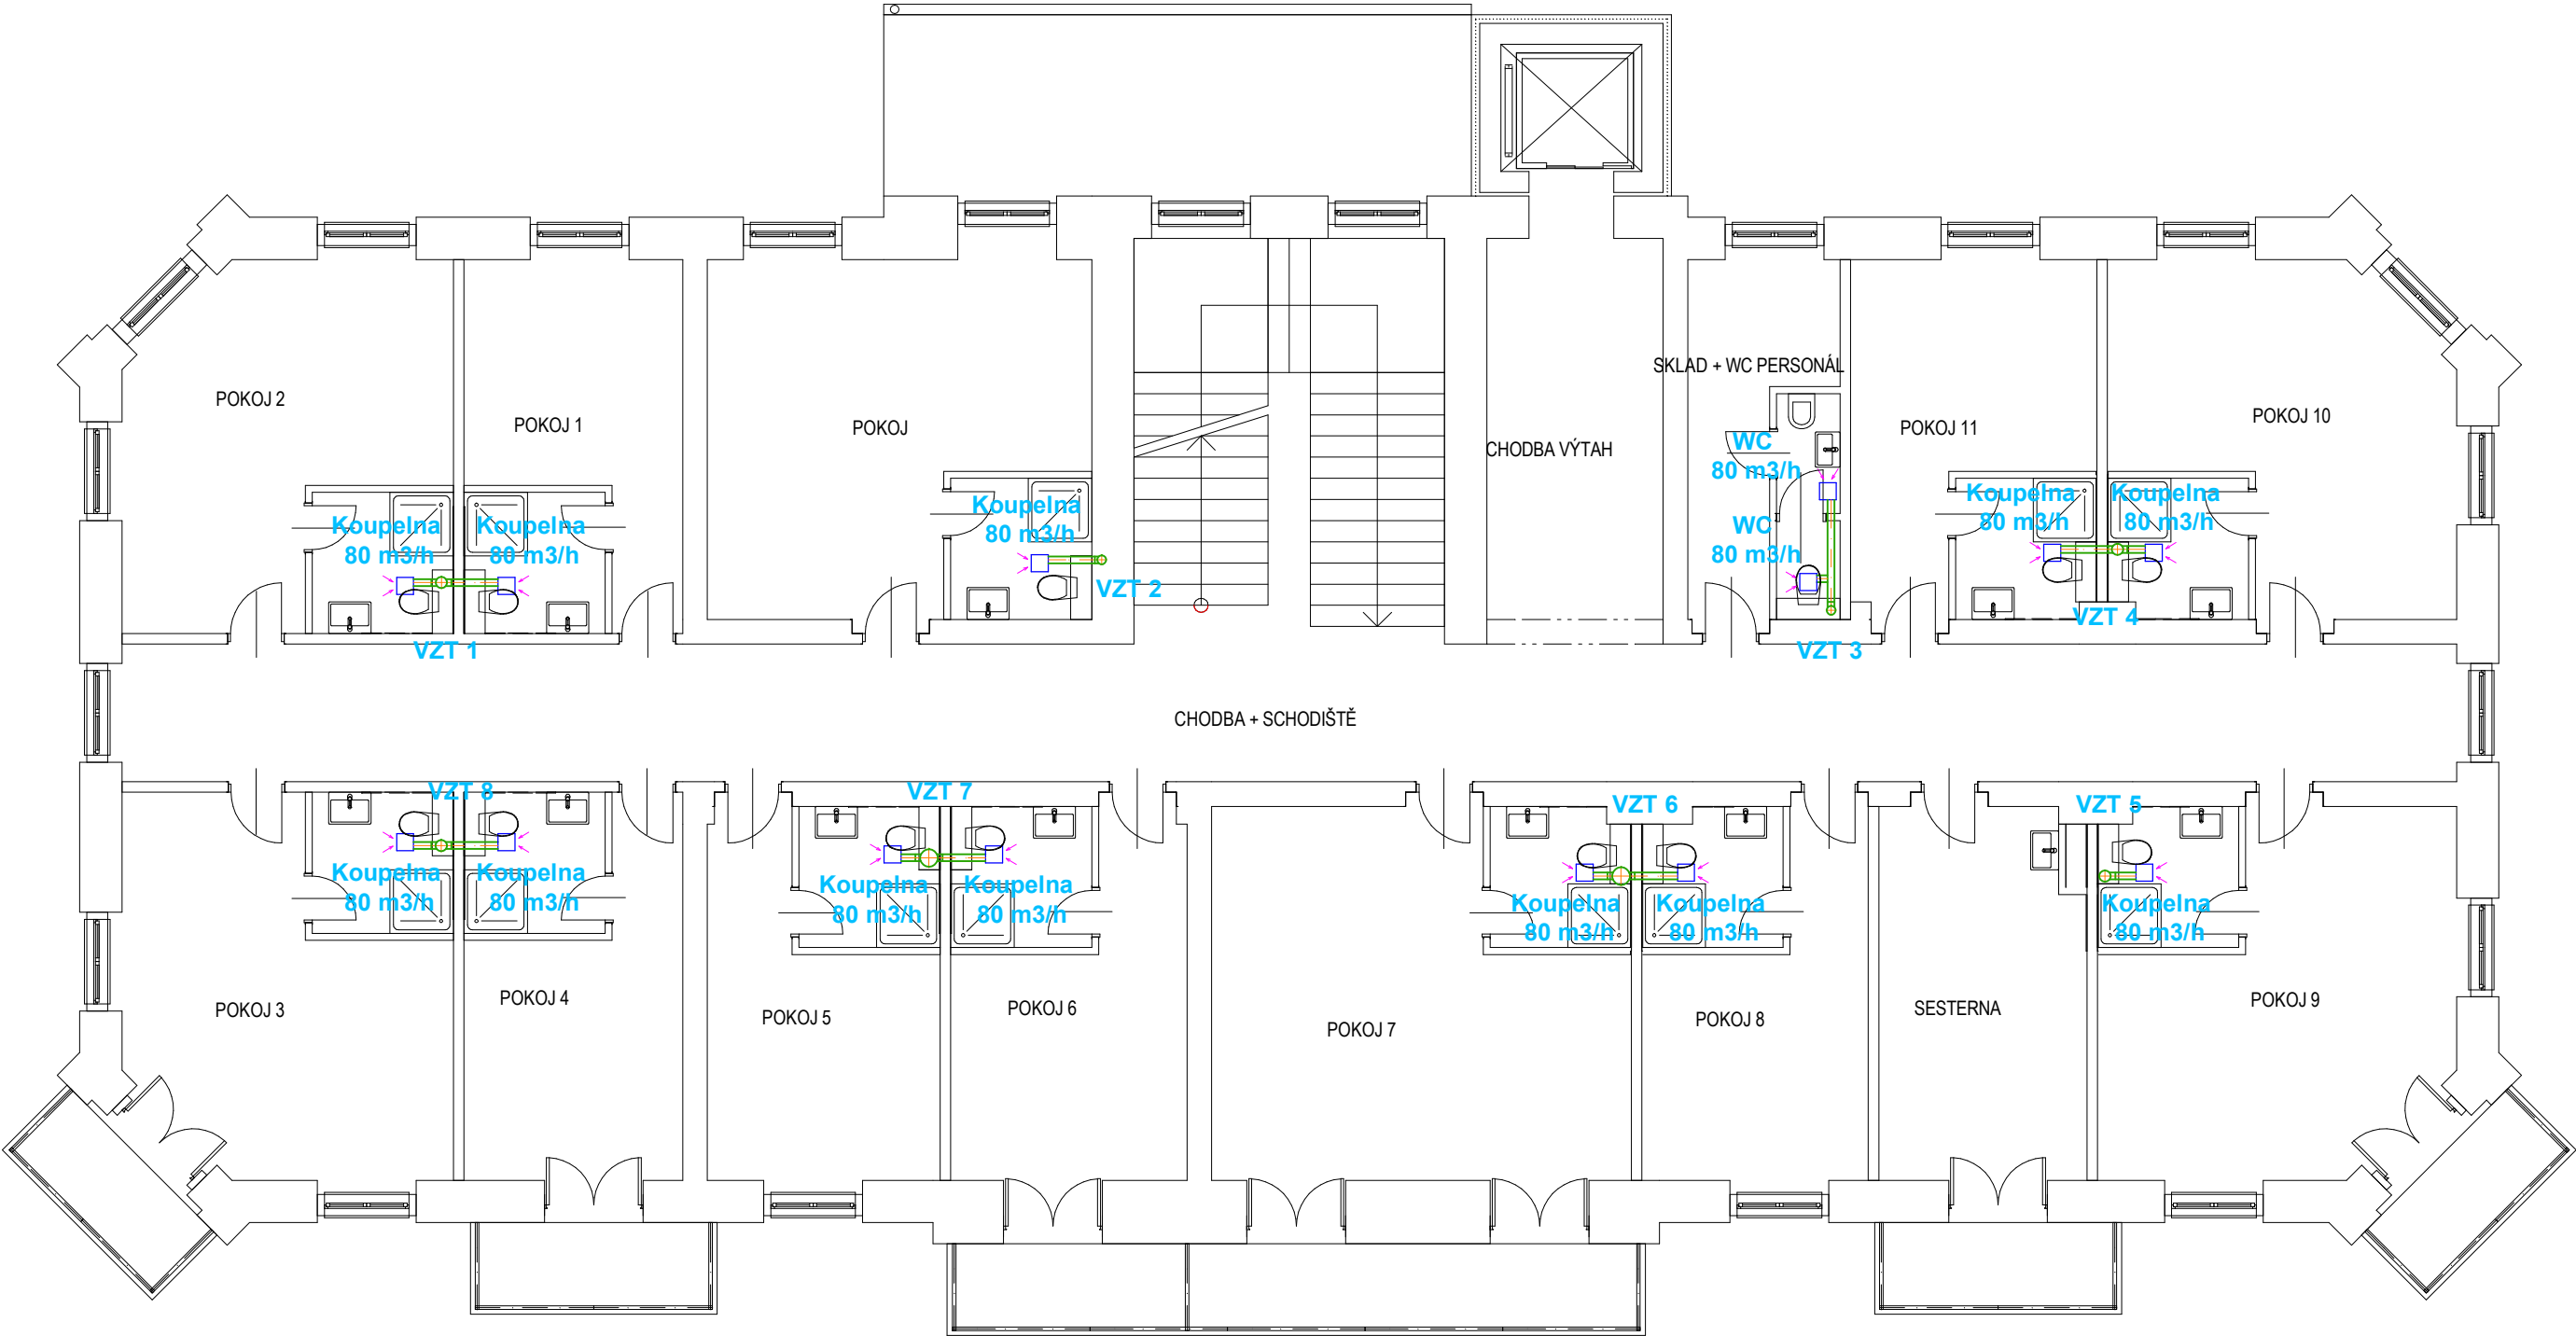 SKLAD + WC PERSONÁL
POKOJ 2
POKOJ 1
POKOJ
CHODBA VÝTAH
POKOJ 11
POKOJ 10
WC
80 m3/h
WC
80 m3/h
Koupelna
80 m3/h
Koupelna
80 m3/h
Koupelna
80 m3/h
Koupelna
80 m3/h
Koupelna
80 m3/h
VZT 1
VZT 2
VZT 3
VZT 4
CHODBA + SCHODIŠTĚ
VZT 8
VZT 7
VZT 6
VZT 5
Koupelna
80 m3/h
Koupelna
80 m3/h
Koupelna
80 m3/h
Koupelna
80 m3/h
Koupelna
80 m3/h
Koupelna
80 m3/h
Koupelna
80 m3/h
POKOJ 3
POKOJ 4
POKOJ 5
POKOJ 6
POKOJ 7
POKOJ 8
SESTERNA
POKOJ 9